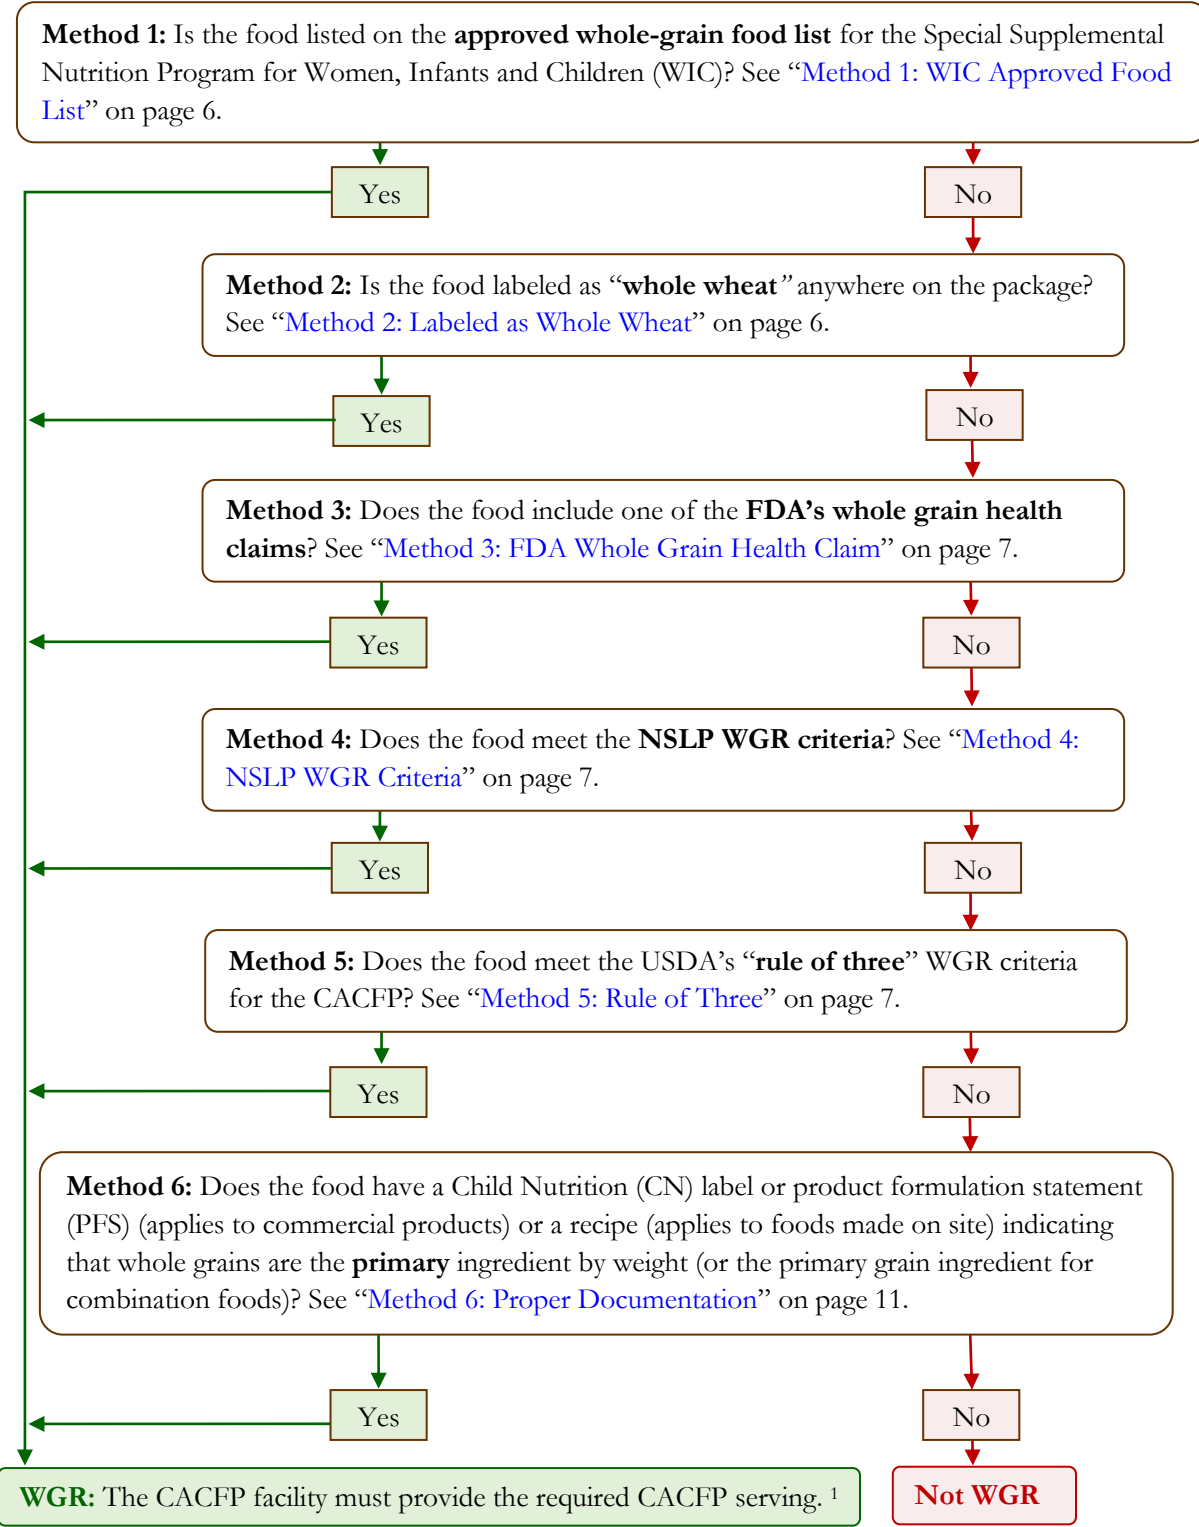 Method 1: Is the food listed on the approved whole-grain food list for the Special Supplemental
Nutrition Program for Women, Infants and Children (WIC)? See “Method 1: WIC Approved Food
List” on page 6.
Yes
No
Method 2: Is the food labeled as “whole wheat” anywhere on the package?
See “Method 2: Labeled as Whole Wheat” on page 6.
Yes
No
Method 3: Does the food include one of the FDA’s whole grain health
claims? See “Method 3: FDA Whole Grain Health Claim” on page 7.
Yes
No
Method 4: Does the food meet the NSLP WGR criteria? See “Method 4:
NSLP WGR Criteria” on page 7.
Yes
No
Method 5: Does the food meet the USDA’s “rule of three” WGR criteria
for the CACFP? See “Method 5: Rule of Three” on page 7.
Yes
No
Method 6: Does the food have a Child Nutrition (CN) label or product formulation statement
(PFS) (applies to commercial products) or a recipe (applies to foods made on site) indicating
that whole grains are the primary ingredient by weight (or the primary grain ingredient for
combination foods)? See “Method 6: Proper Documentation” on page 11.
Yes
No
WGR: The CACFP facility must provide the required CACFP serving. 1
Not WGR